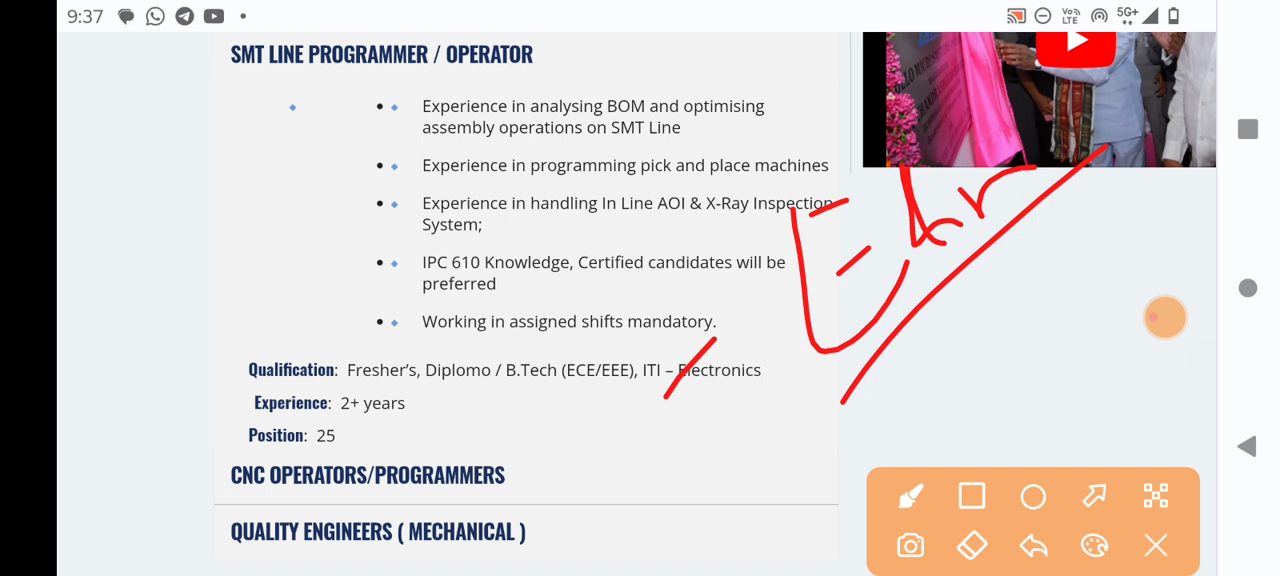 9:37
Vo) LTE 5G+
SMT LINE PROGRAMMER / OPERATOR
Experience in analysing BOM and optimising
assembly operations on SMT Line
Experience in programming pick and place machines
Experience in handling In Line AOI & X-Ray Inspection
System;
IPC 610 Knowledge, Certified candidates will be
preferred
Working in assigned shifts mandatory.
Qualification: Fresher's, Diplomo / B.Tech (ECE/EEE), ITI – Electronics
Experience: 2+ years
Position: 25
CNC OPERATORS/PROGRAMMERS
QUALITY ENGINEERS ( MECHANICAL )